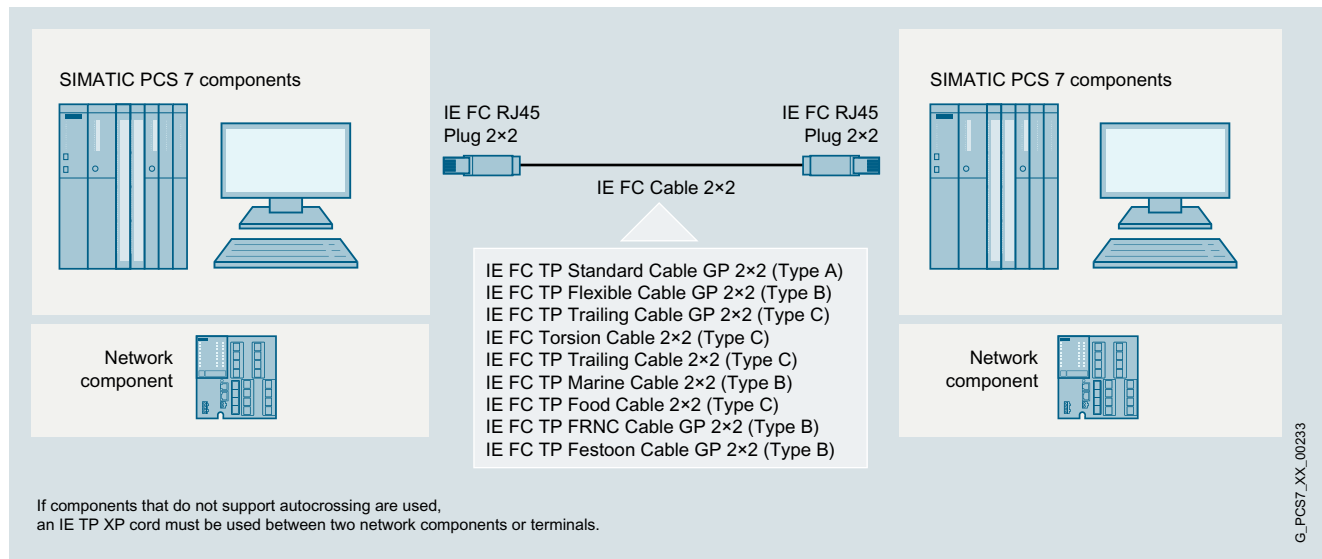 SIMATIC PCS 7 components
IE FC RJ45
Plug 2×2
IE FC RJ45
Plug 2×2
SIMATIC PCS 7 components
IE FC Cable 2×2
IE FC TP Standard Cable GP 2×2 (Type A)
IE FC TP Flexible Cable GP 2×2 (Type B)
IE FC TP Trailing Cable GP 2×2 (Type C)
IE FC Torsion Cable 2×2 (Type C)
IE FC TP Trailing Cable 2×2 (Type C)
IE FC TP Marine Cable 2×2 (Type B)
IE FC TP Food Cable 2×2 (Type C)
IE FC TP FRNC Cable GP 2×2 (Type B)
IE FC TP Festoon Cable GP 2×2 (Type B)
Network
component
Network
component
If components that do not support autocrossing are used,
an IE TP XP cord must be used between two network components or terminals.
G_PCS7_XX_00233